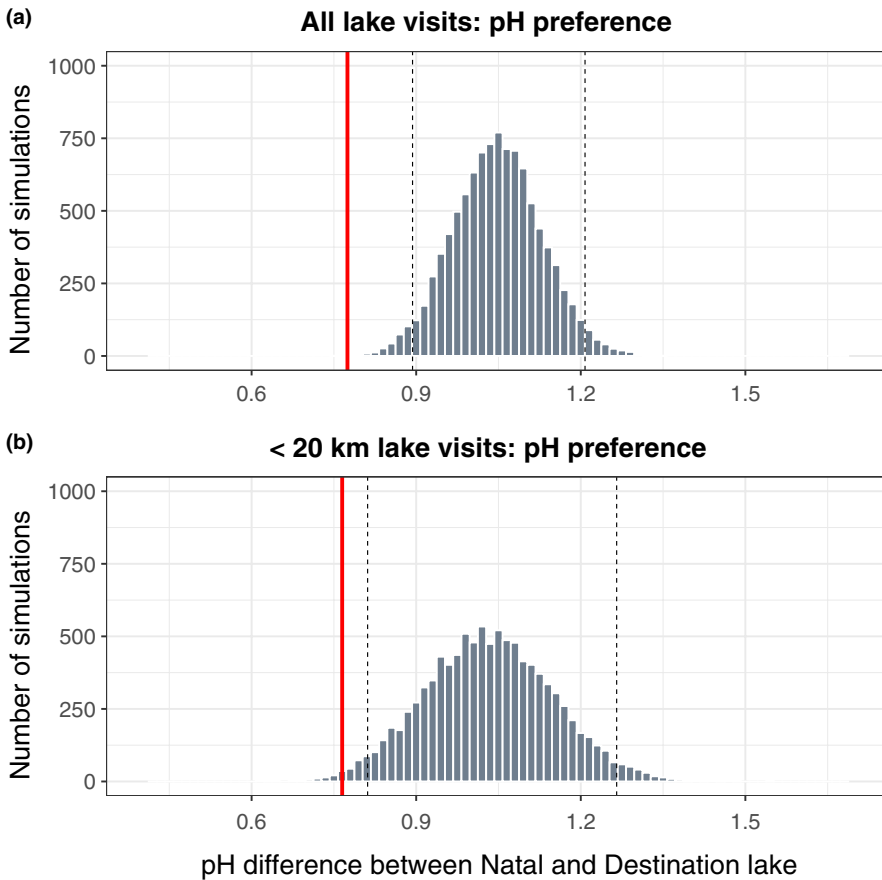 (a)
All lake visits: pH preference
Number of simulations
1000
750
500
250
0
0.6 0.9 1.2 1.5
(b)
< 20 km lake visits: pH preference
Number of simulations
1000
750
500
250
0
0.6 0.9 1.2 1.5
pH difference between Natal and Destination lake